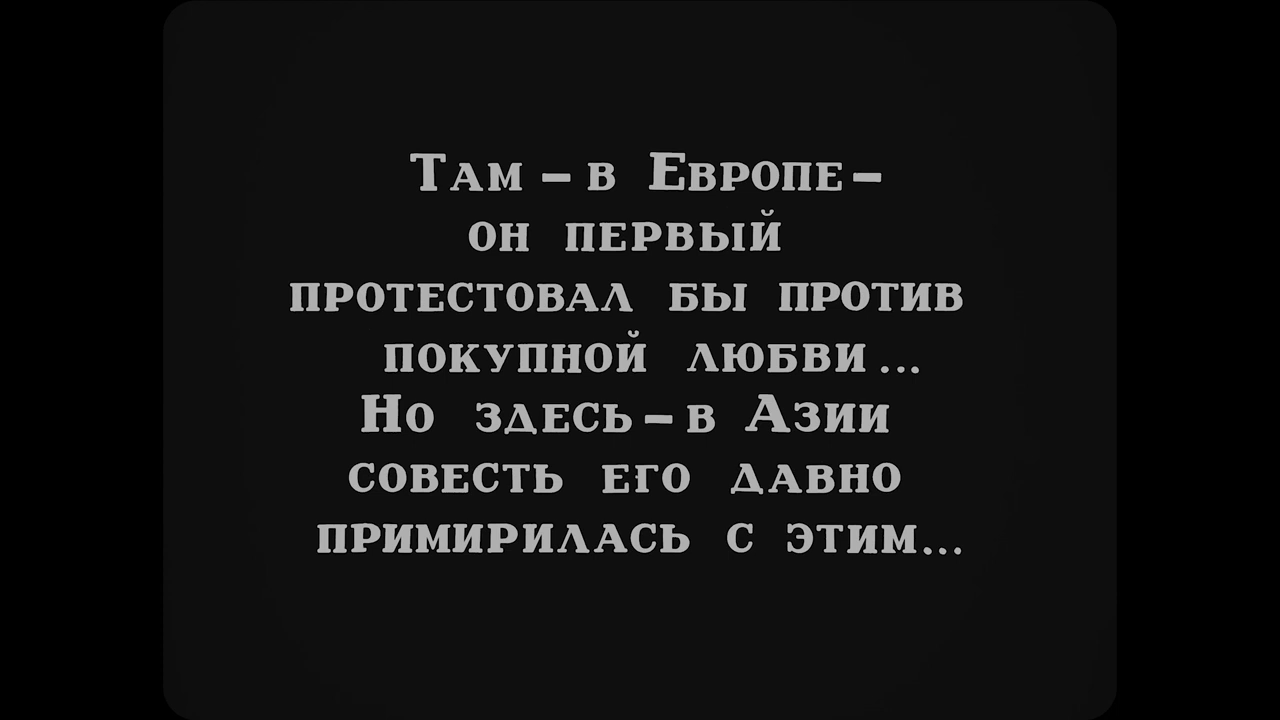 Там – в Европе –
он первый
протестовал бы против
покупной любви...
Но здесь – в Азии
совесть его давно
примирилась с этим...